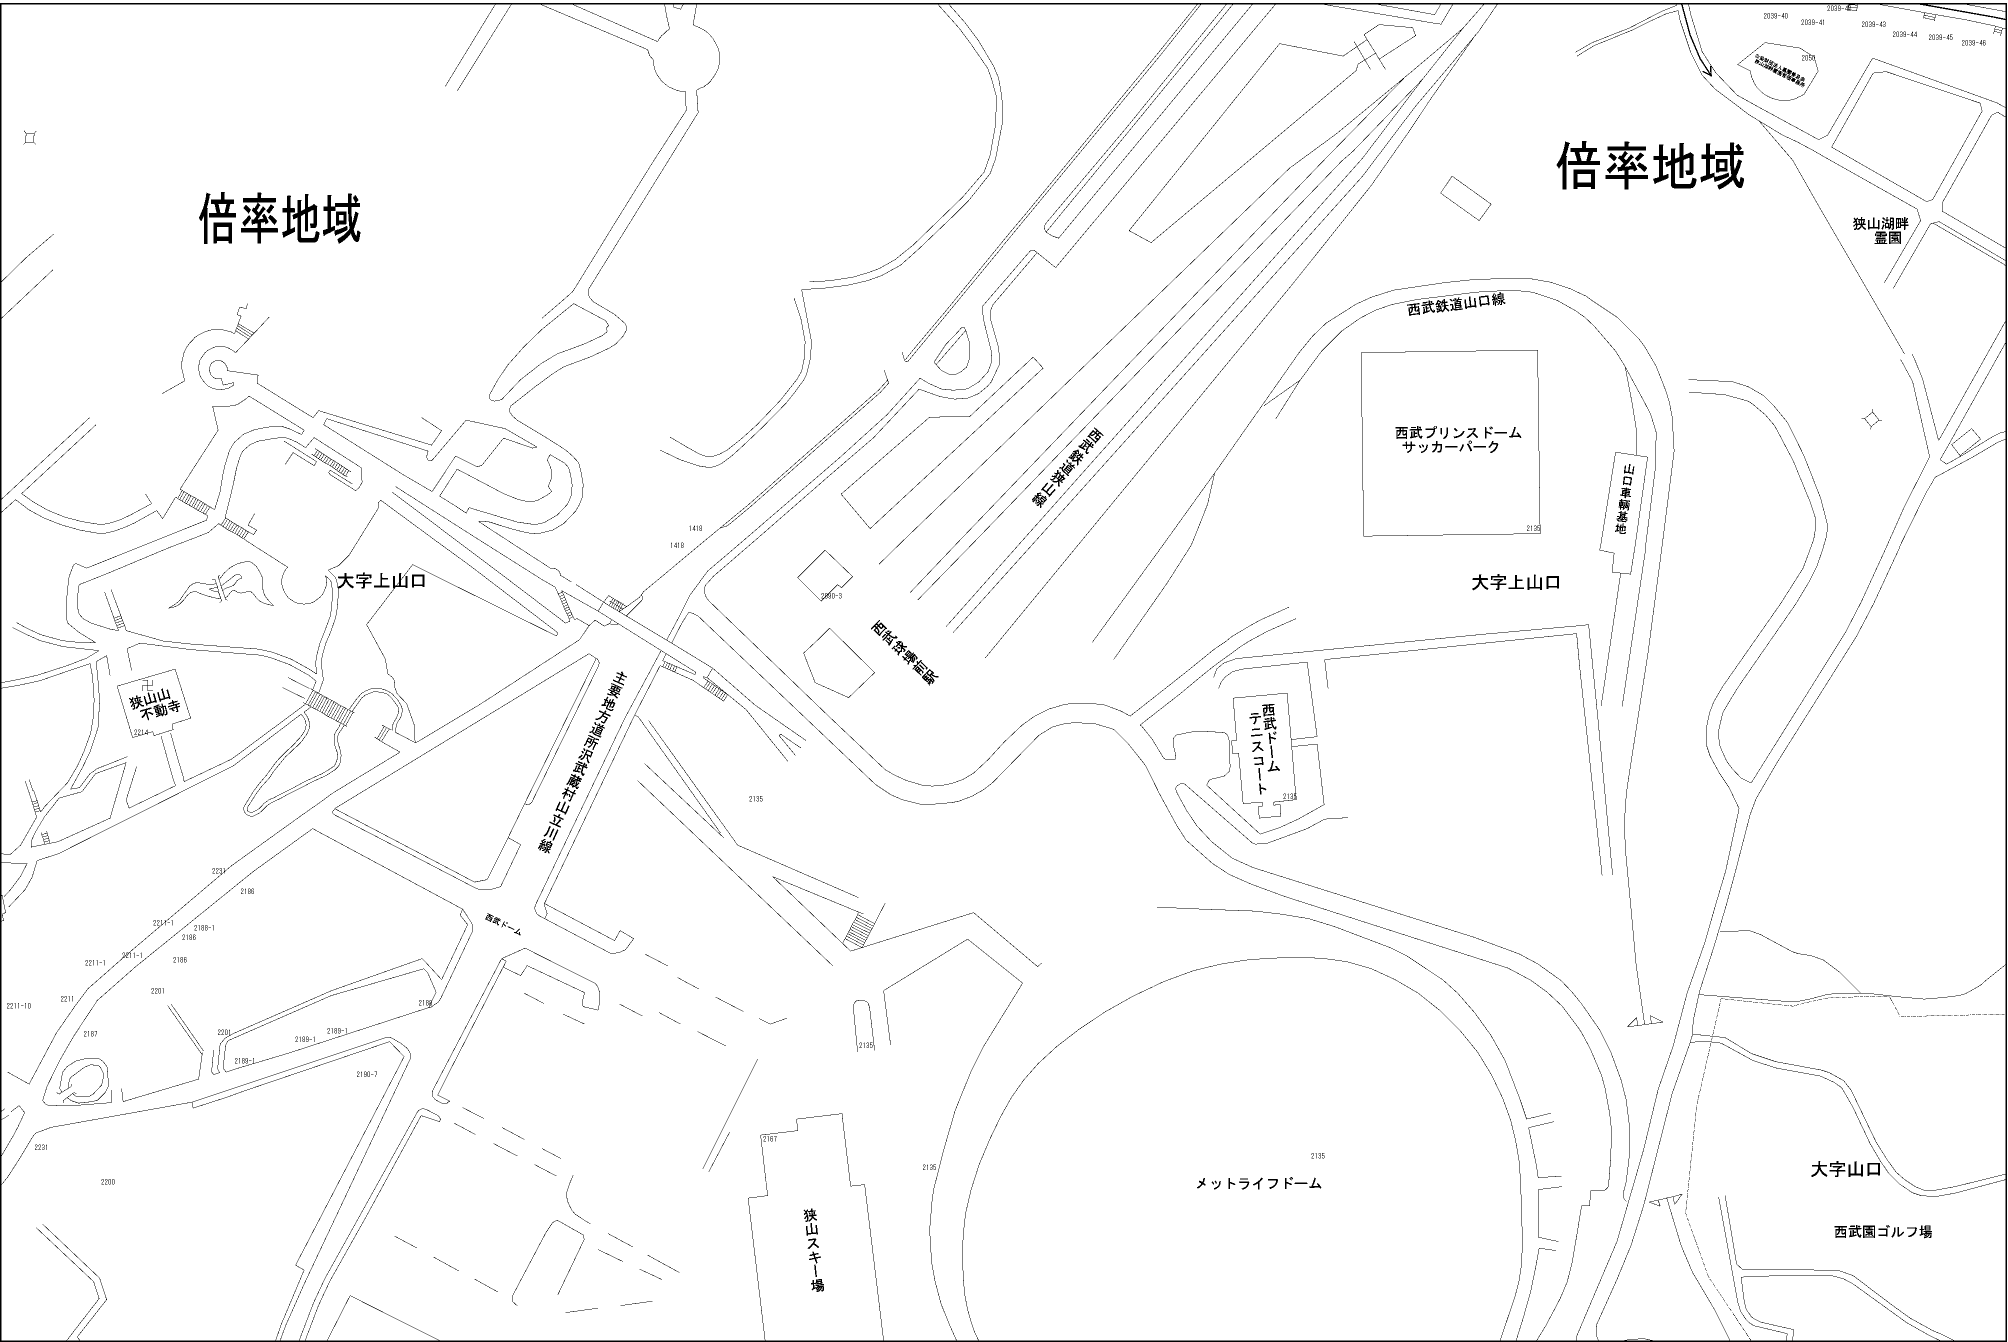 2039-40
2039-41
2039-43
2039-44
2039-45
2039-46
2050
倍率地域
倍率地域
狭山湖畔
霊園
西武鉄道山口線
西武プリンスドーム
サッカーパーク
2135
山口車輌基地
西武鉄道狭山線
1419
1418
大字上山口
大字上山口
2090-3
西武球場前駅
主要地方道所沢武蔵村山立川線
狭山山
不動寺
2214
西武ドーム
テニスコート
2135
2135
2231
2186
西武ドーム
2211-1
2188-1
2186
2211-1
2211-1
2186
2211-10
2211
2201
2188
2187
2201
2189-1
2189-1
2189-1
2190-7
2135
2231
2200
2167
2135
2135
メットライフドーム
狭山スキー場
大字山口
西武園ゴルフ場